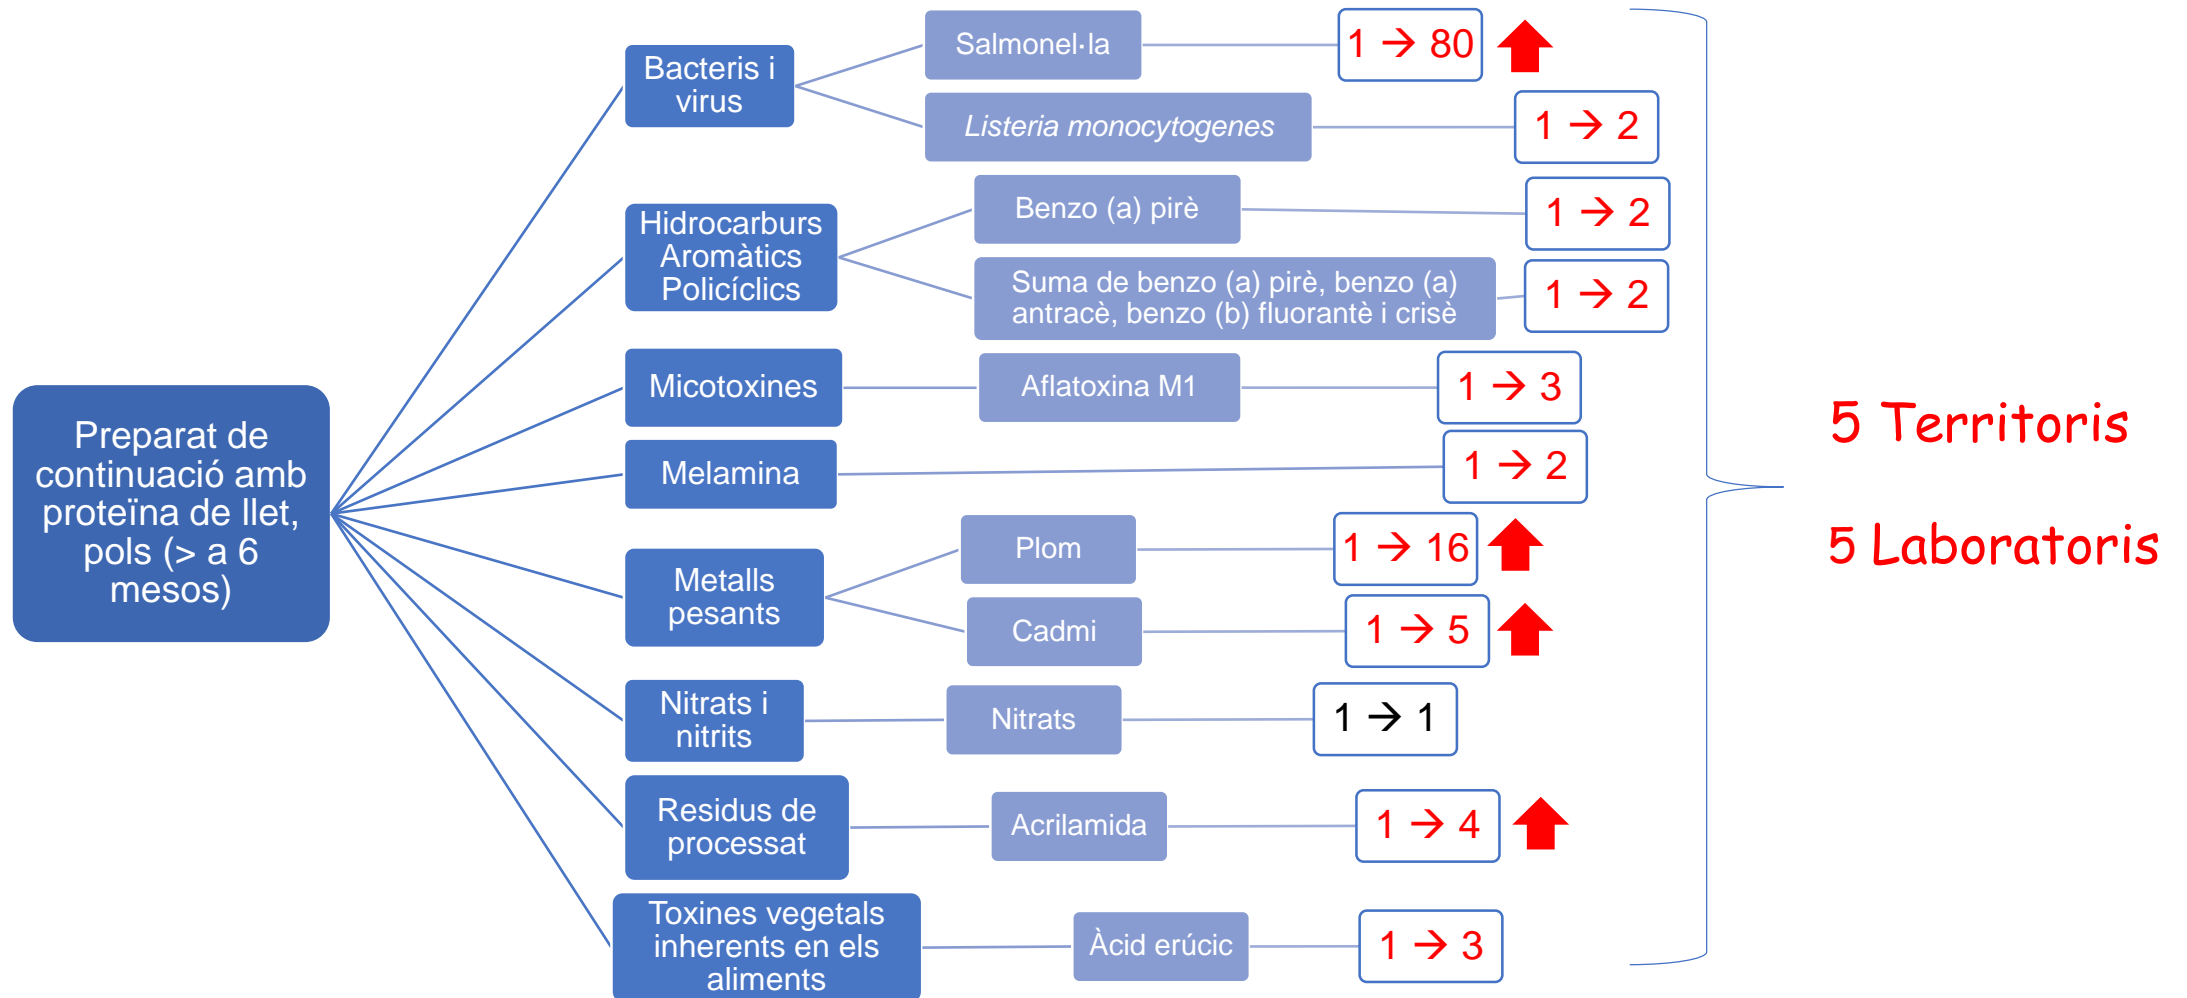 Preparat de
continuació amb
proteïna de llet,
pols (> a 6
mesos)
Bacteris i
virus
Salmonel·la
1 → 80
Listeria monocytogenes
1 → 2
Hidrocarburs
Aromàtics
Policíclics
Benzo (a) pirè
1 → 2
Suma de benzo (a) pirè, benzo (a)
antracè, benzo (b) fluorantè i crisè
1 → 2
Micotoxines
Aflatoxina M1
1 → 3
Melamina
1 → 2
Metalls
pesants
Plom
1 → 16
Cadmi
1 → 5
Nitrats i
nitrits
Nitrats
1 → 1
Residus de
processat
Acrilamida
1 → 4
Toxines vegetals
inherents en els
aliments
Àcid erúcic
1 → 3
5 Territoris
5 Laboratoris